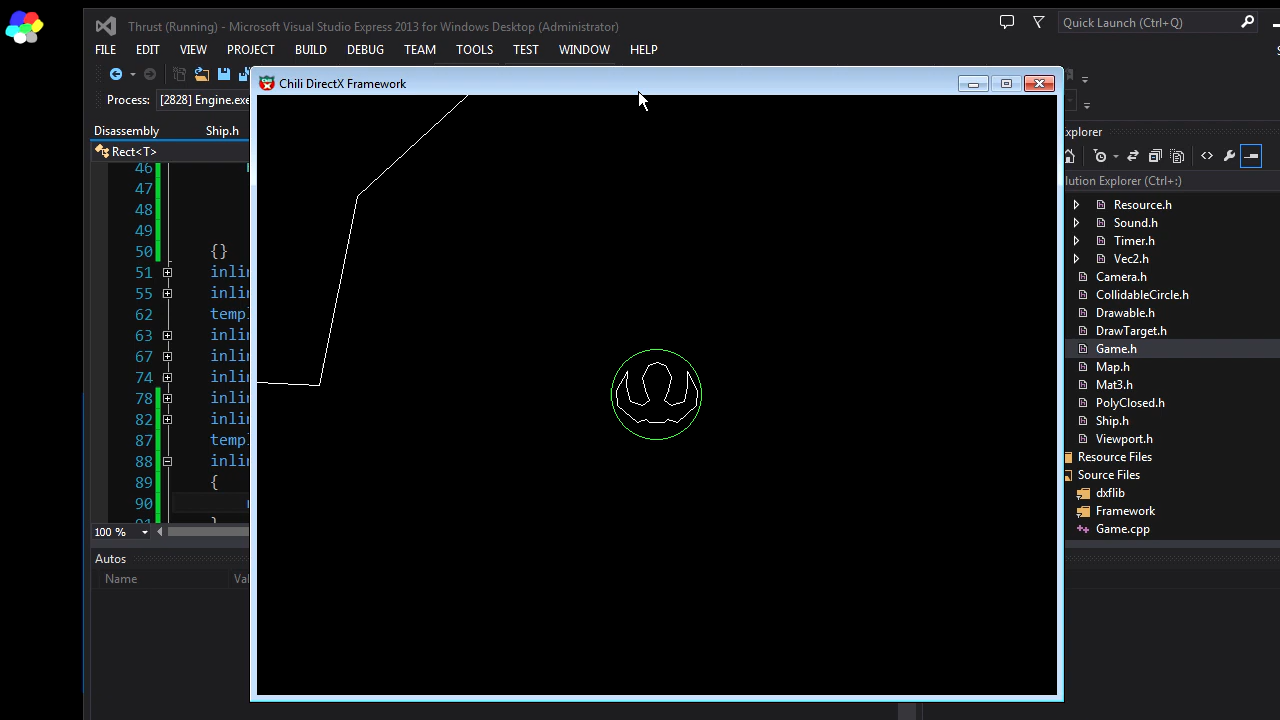 Thrust (Running) - Microsoft Visual Studio Express 2013 for Windows Desktop (Administrator)
Quick Launch (Ctrl+Q)
FILE EDIT VIEW PROJECT BUILD DEBUG TEAM TOOLS TEST WINDOW HELP
Chili DirectX Framework
Process: [2828] Engine.exe
Disassembly Ship.h
xplorer
Rect<T>
lution Explorer (Ctrl+:)
46
47
48
49
50 {}
51 inli
55 inli
62 temp
63 inli
67 inli
74 inli
78 inli
82 inli
87 temp
88 inli
89 {
90
91 }
Resource.h
Sound.h
Timer.h
Vec2.h
Camera.h
CollidableCircle.h
Drawable.h
DrawTarget.h
Game.h
Map.h
Mat3.h
PolyClosed.h
Ship.h
Viewport.h
Resource Files
Source Files
dxflib
Framework
Game.cpp
100 %
Autos
Name Val